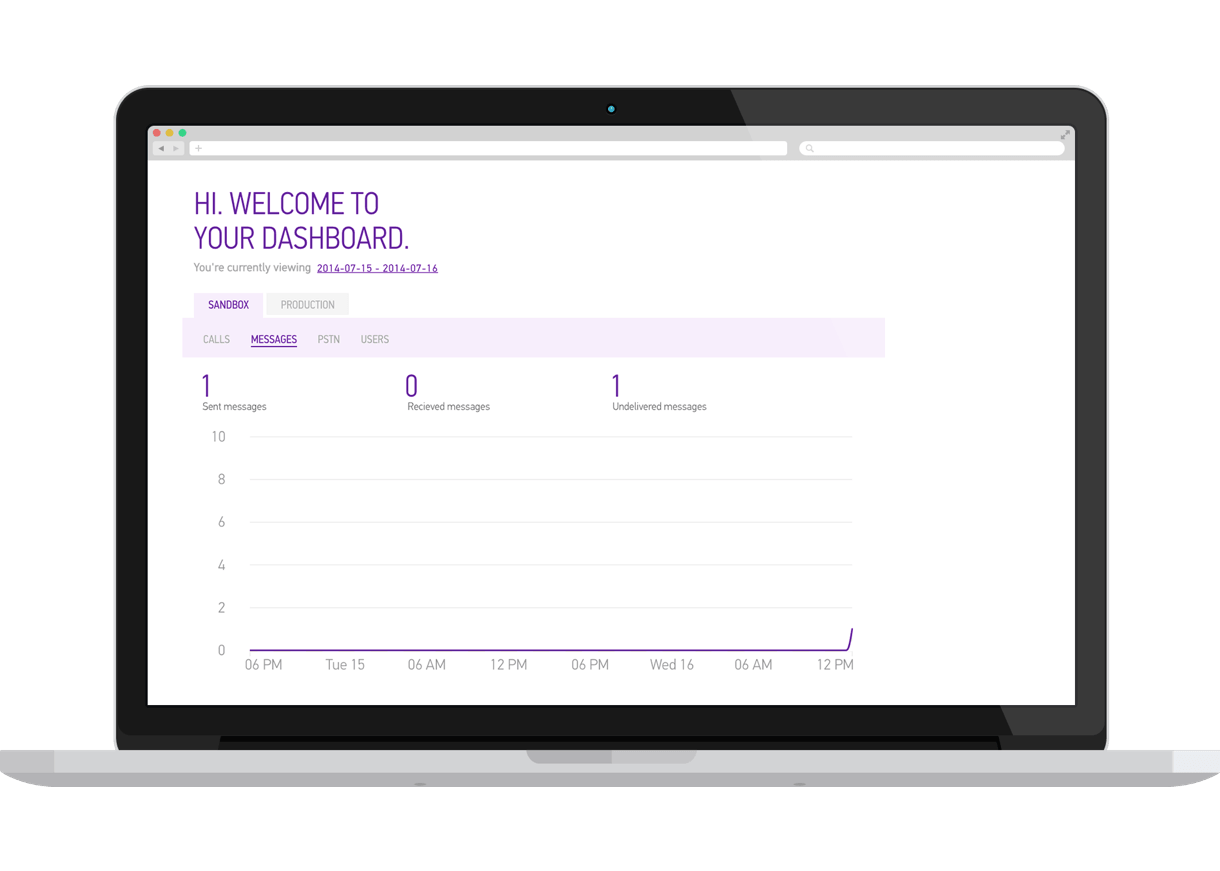 HI. WELCOME TO
YOUR DASHBOARD.
You're currently viewing 2014-07-15 - 2014-07-16
SANDBOX PRODUCTION
CALLS MESSAGES PSTN USERS
1 0 1
Sent messages Recieved messages Undelivered messages
10
8
6
4
2
0
06 PM Tue 15 06 AM 12 PM 06 PM Wed 16 06 AM 12 PM